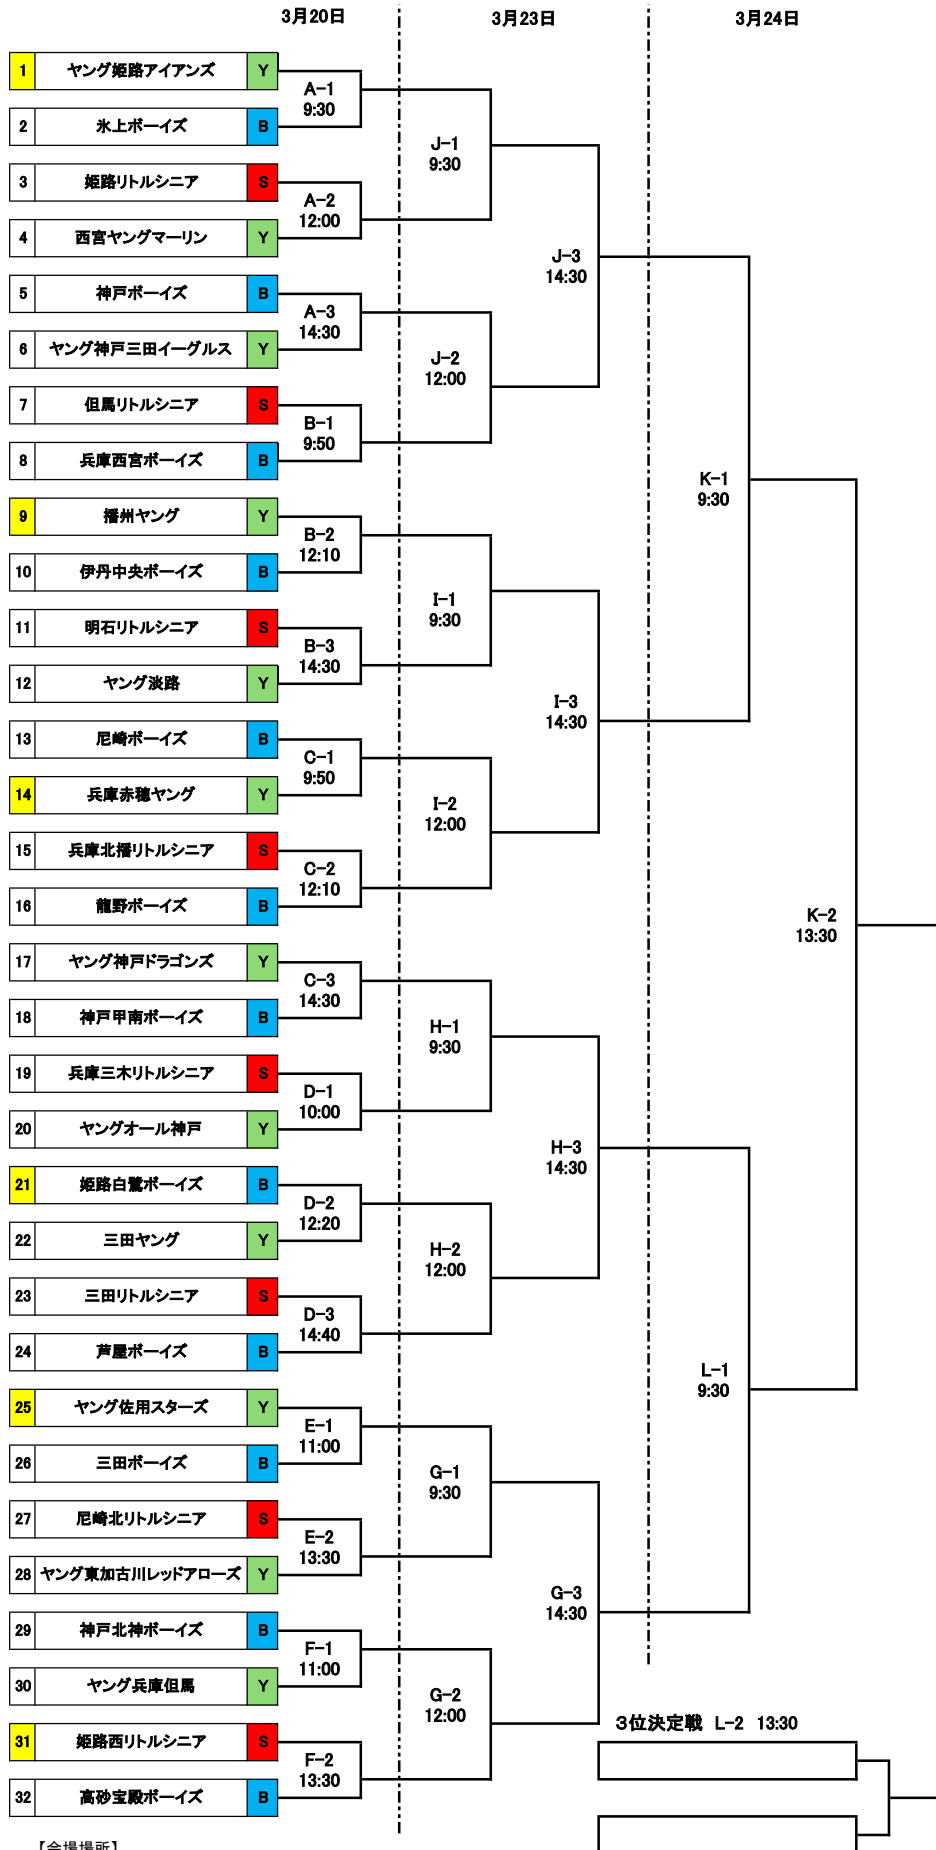 3月20日 3月23日 3月24日
1 ヤング姫路アイアンズ Y
A-1
9:30
2 氷上ボーイズ B
J-1
9:30
3 姫路リトルシニア S
A-2
12:00
4 西宮ヤングマーリン Y
J-3
14:30
5 神戸ボーイズ B
A-3
14:30
6 ヤング神戸三田イーグルス Y
J-2
12:00
7 但馬リトルシニア S
B-1
9:50
8 兵庫西宮ボーイズ B
K-1
9:30
9 播州ヤング Y
B-2
12:10
10 伊丹中央ボーイズ B
I-1
9:30
11 明石リトルシニア S
B-3
14:30
12 ヤング淡路 Y
I-3
14:30
13 尼崎ボーイズ B
C-1
9:50
14 兵庫赤穂ヤング Y
I-2
12:00
15 兵庫北播リトルシニア S
C-2
12:10
16 龍野ボーイズ B
K-2
13:30
17 ヤング神戸ドラゴンズ Y
C-3
14:30
18 神戸甲南ボーイズ B
H-1
9:30
19 兵庫三木リトルシニア S
D-1
10:00
20 ヤングオール神戸 Y
H-3
14:30
21 姫路白鷺ボーイズ B
D-2
12:20
22 三田ヤング Y
H-2
12:00
23 三田リトルシニア S
D-3
14:40
24 芦屋ボーイズ B
L-1
9:30
25 ヤング佐用スターズ Y
E-1
11:00
26 三田ボーイズ B
G-1
9:30
27 尼崎北リトルシニア S
E-2
13:30
28 ヤング東加古川レッドアローズ Y
G-3
14:30
29 神戸北神ボーイズ B
F-1
11:00
30 ヤング兵庫但馬 Y
G-2
12:00
3位決定戦 L-2 13:30
31 姫路西リトルシニア S
F-2
13:30
32 高砂宝殿ボーイズ B
【会場場所】